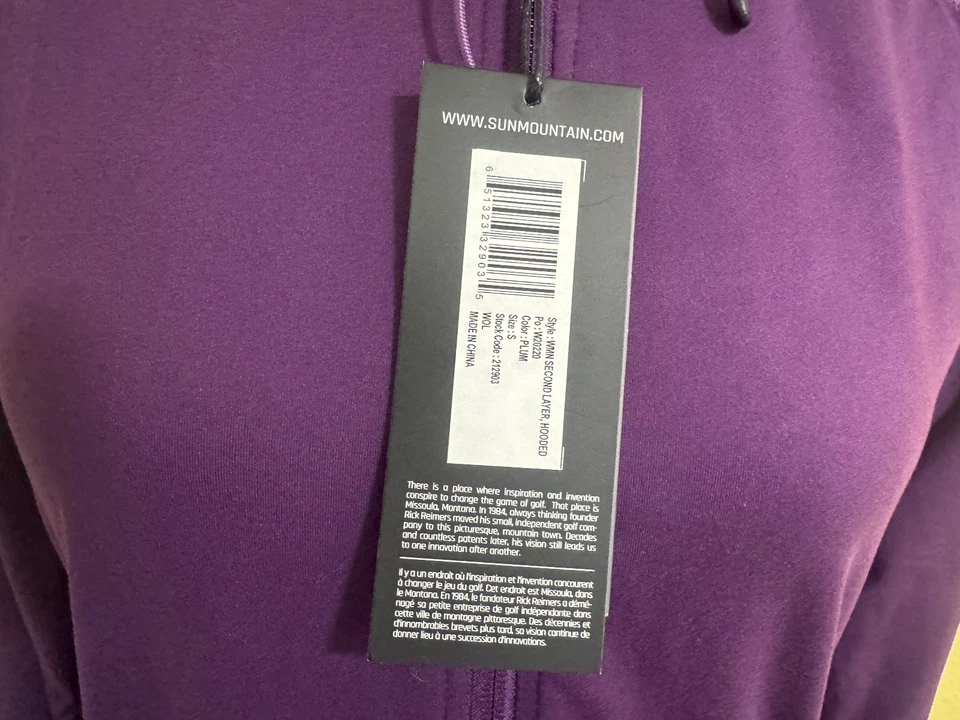 WWW.SUNMOUNTAIN.COM
6 51323 32903 5
Style : WMN SECOND LAYER, HOODED
Po : W20220
Color : PLUM
Size : S
Stock Code : 212903
WOL
MADE IN CHINA
There is a place where inspiration and invention
conspire to change the game of golf. That place is
Missoula, Montana. In 1984, always thinking founder
Rick Reimers moved his small, independent golf com-
pany to this picturesque, mountain town. Decades
and countless patents later, his vision still leads us
to one innovation after another.
Il y a un endroit où l'inspiration et l'invention concourent
à changer le jeu du golf. Cet endroit est Missoula, dans
le Montana. En 1984, le fondateur Rick Reimers a démé-
nagé sa petite entreprise de golf indépendante dans
cette ville de montagne pittoresque. Des décennies et
d'innombrables brevets plus tard, sa vision continue de
donner lieu à une succession d'innovations.